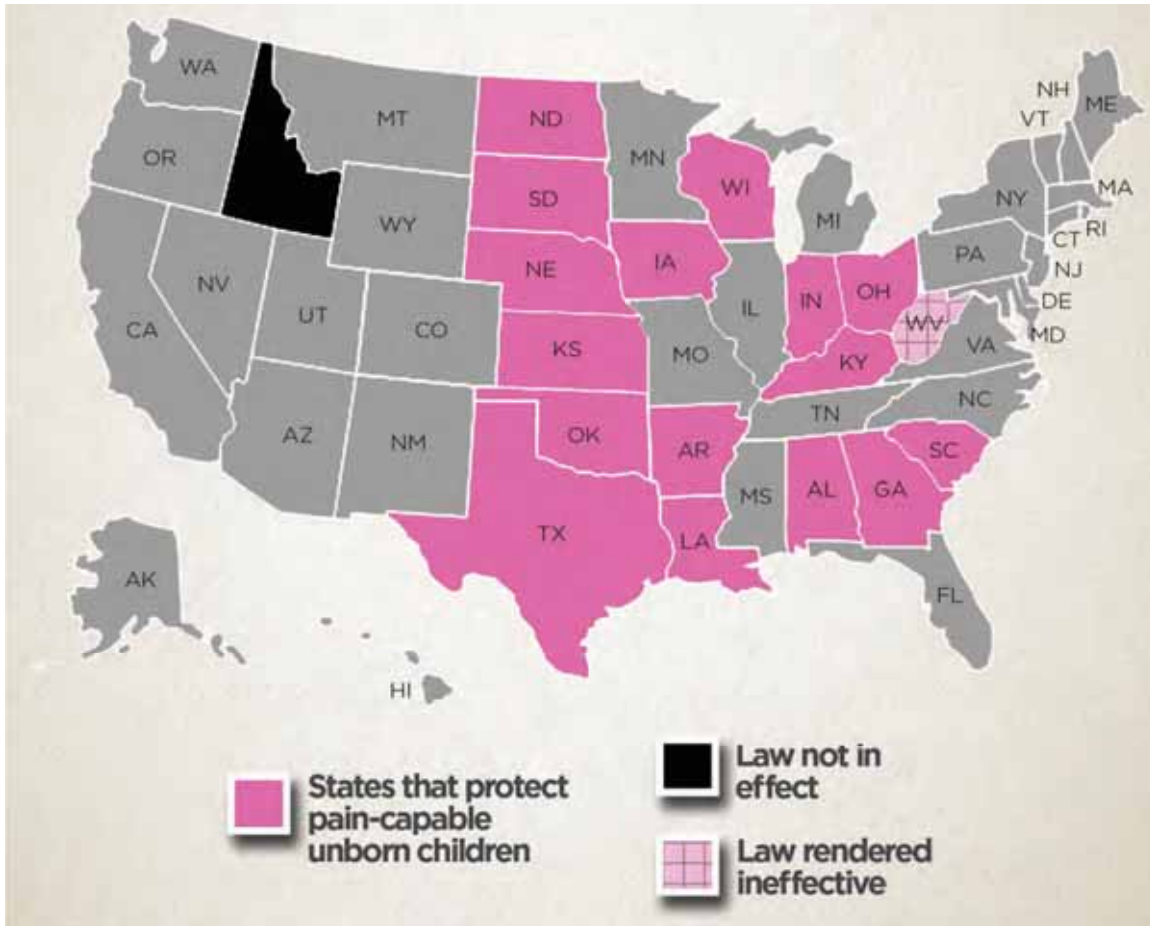 WA
MT
ND
MN
VT
NH
ME
OR
SD
WI
MI
NY
MA
WY
CT
RI
NE
IA
PA
NJ
NV
UT
CO
IL
IN
OH
DE
CA
KS
MO
WV
MD
KY
VA
AZ
NM
OK
AR
TN
NC
SC
TX
LA
MS
AL
GA
AK
FL
HI
States that protect
pain-capable
unborn children
Law not in
effect
Law rendered
ineffective